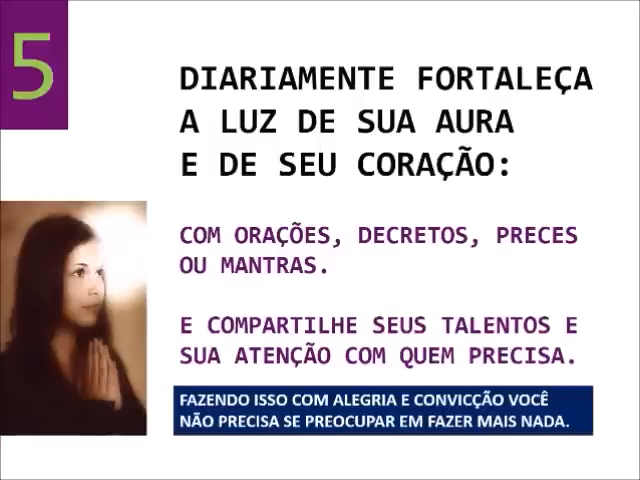 5
DIARIAMENTE FORTALEÇA
A LUZ DE SUA AURA
E DE SEU CORAÇÃO:
COM ORAÇÕES, DECRETOS, PRECES
OU MANTRAS.
E COMPARTILHE SEUS TALENTOS E
SUA ATENÇÃO COM QUEM PRECISA.
FAZENDO ISSO COM ALEGRIA E CONVICÇÃO VOCÊ
NÃO PRECISA SE PREOCUPAR EM FAZER MAIS NADA.